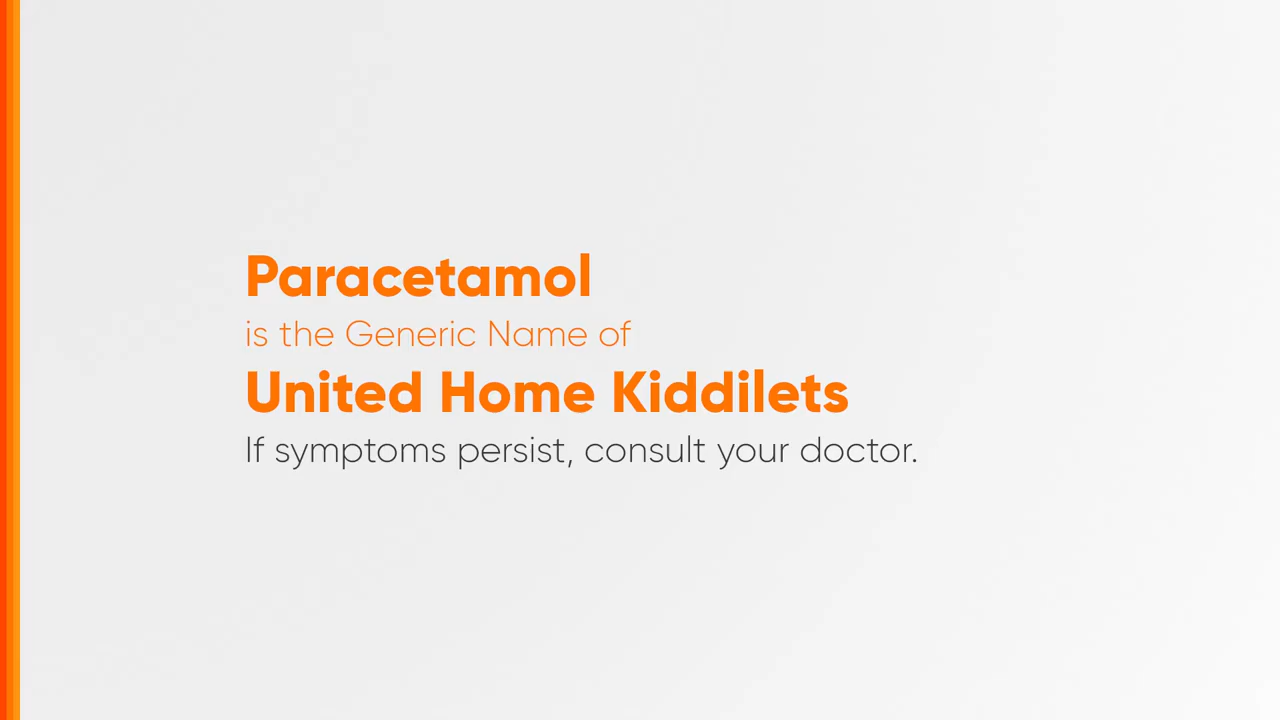 Paracetamol
is the Generic Name of
United Home Kiddilets
If symptoms persist, consult your doctor.